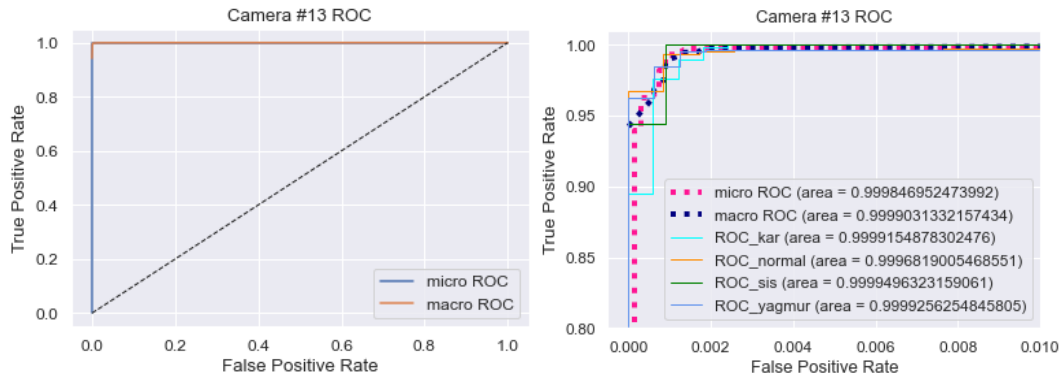 Camera #13 ROC
True Positive Rate
1.0
0.8
0.6
0.4
0.2
0.0
micro ROC
macro ROC
0.0 0.2 0.4 0.6 0.8 1.0
False Positive Rate
Camera #13 ROC
True Positive Rate
1.00
0.95
0.90
0.85
0.80
micro ROC (area = 0.999846952473992)
macro ROC (area = 0.9999031332157434)
ROC_kar (area = 0.9999154878302476)
ROC_normal (area = 0.9996819005468551)
ROC_sis (area = 0.9999496323159061)
ROC_yagmur (area = 0.9999256254845805)
0.000 0.002 0.004 0.006 0.008 0.010
False Positive Rate